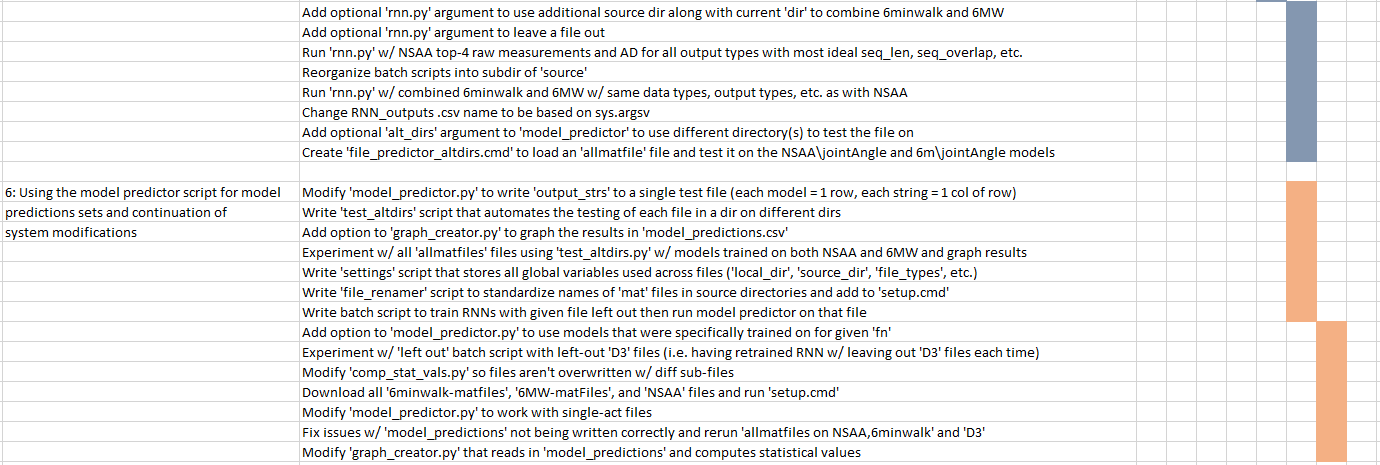 Add optional 'rnn.py' argument to use additional source dir along with current 'dir' to combine 6minwalk and 6MW
Add optional 'rnn.py' argument to leave a file out
Run 'rnn.py' w/ NSAA top-4 raw measurements and AD for all output types with most ideal seq_len, seq_overlap, etc.
Reorganize batch scripts into subdir of 'source'
Run 'rnn.py' w/ combined 6minwalk and 6MW w/ same data types, output types, etc. as with NSAA
Change RNN_outputs .csv name to be based on sys.argsv
Add optional 'alt_dirs' argument to 'model_predictor' to use different directory(s) to test the file on
Create 'file_predictor_altdirs.cmd' to load an 'allmatfile' file and test it on the NSAA\jointAngle and 6m\jointAngle models
6: Using the model predictor script for model
predictions sets and continuation of
system modifications
Modify 'model_predictor.py' to write 'output_strs' to a single test file (each model = 1 row, each string = 1 col of row)
Write 'test_altdirs' script that automates the testing of each file in a dir on different dirs
Add option to 'graph_creator.py' to graph the results in 'model_predictions.csv'
Experiment w/ all 'allmatfiles' files using 'test_altdirs.py' w/ models trained on both NSAA and 6MW and graph results
Write 'settings' script that stores all global variables used across files ('local_dir', 'source_dir', 'file_types', etc.)
Write 'file_renamer' script to standardize names of 'mat' files in source directories and add to 'setup.cmd'
Write batch script to train RNNs with given file left out then run model predictor on that file
Add option to 'model_predictor.py' to use models that were specifically trained on for given 'fn'
Experiment w/ 'left out' batch script with left-out 'D3' files (i.e. having retrained RNN w/ leaving out 'D3' files each time)
Modify 'comp_stat_vals.py' so files aren't overwritten w/ diff sub-files
Download all '6minwalk-matfiles', '6MW-matFiles', and 'NSAA' files and run 'setup.cmd'
Modify 'model_predictor.py' to work with single-act files
Fix issues w/ 'model_predictions' not being written correctly and rerun 'allmatfiles on NSAA,6minwalk' and 'D3'
Modify 'graph_creator.py' that reads in 'model_predictions' and computes statistical values